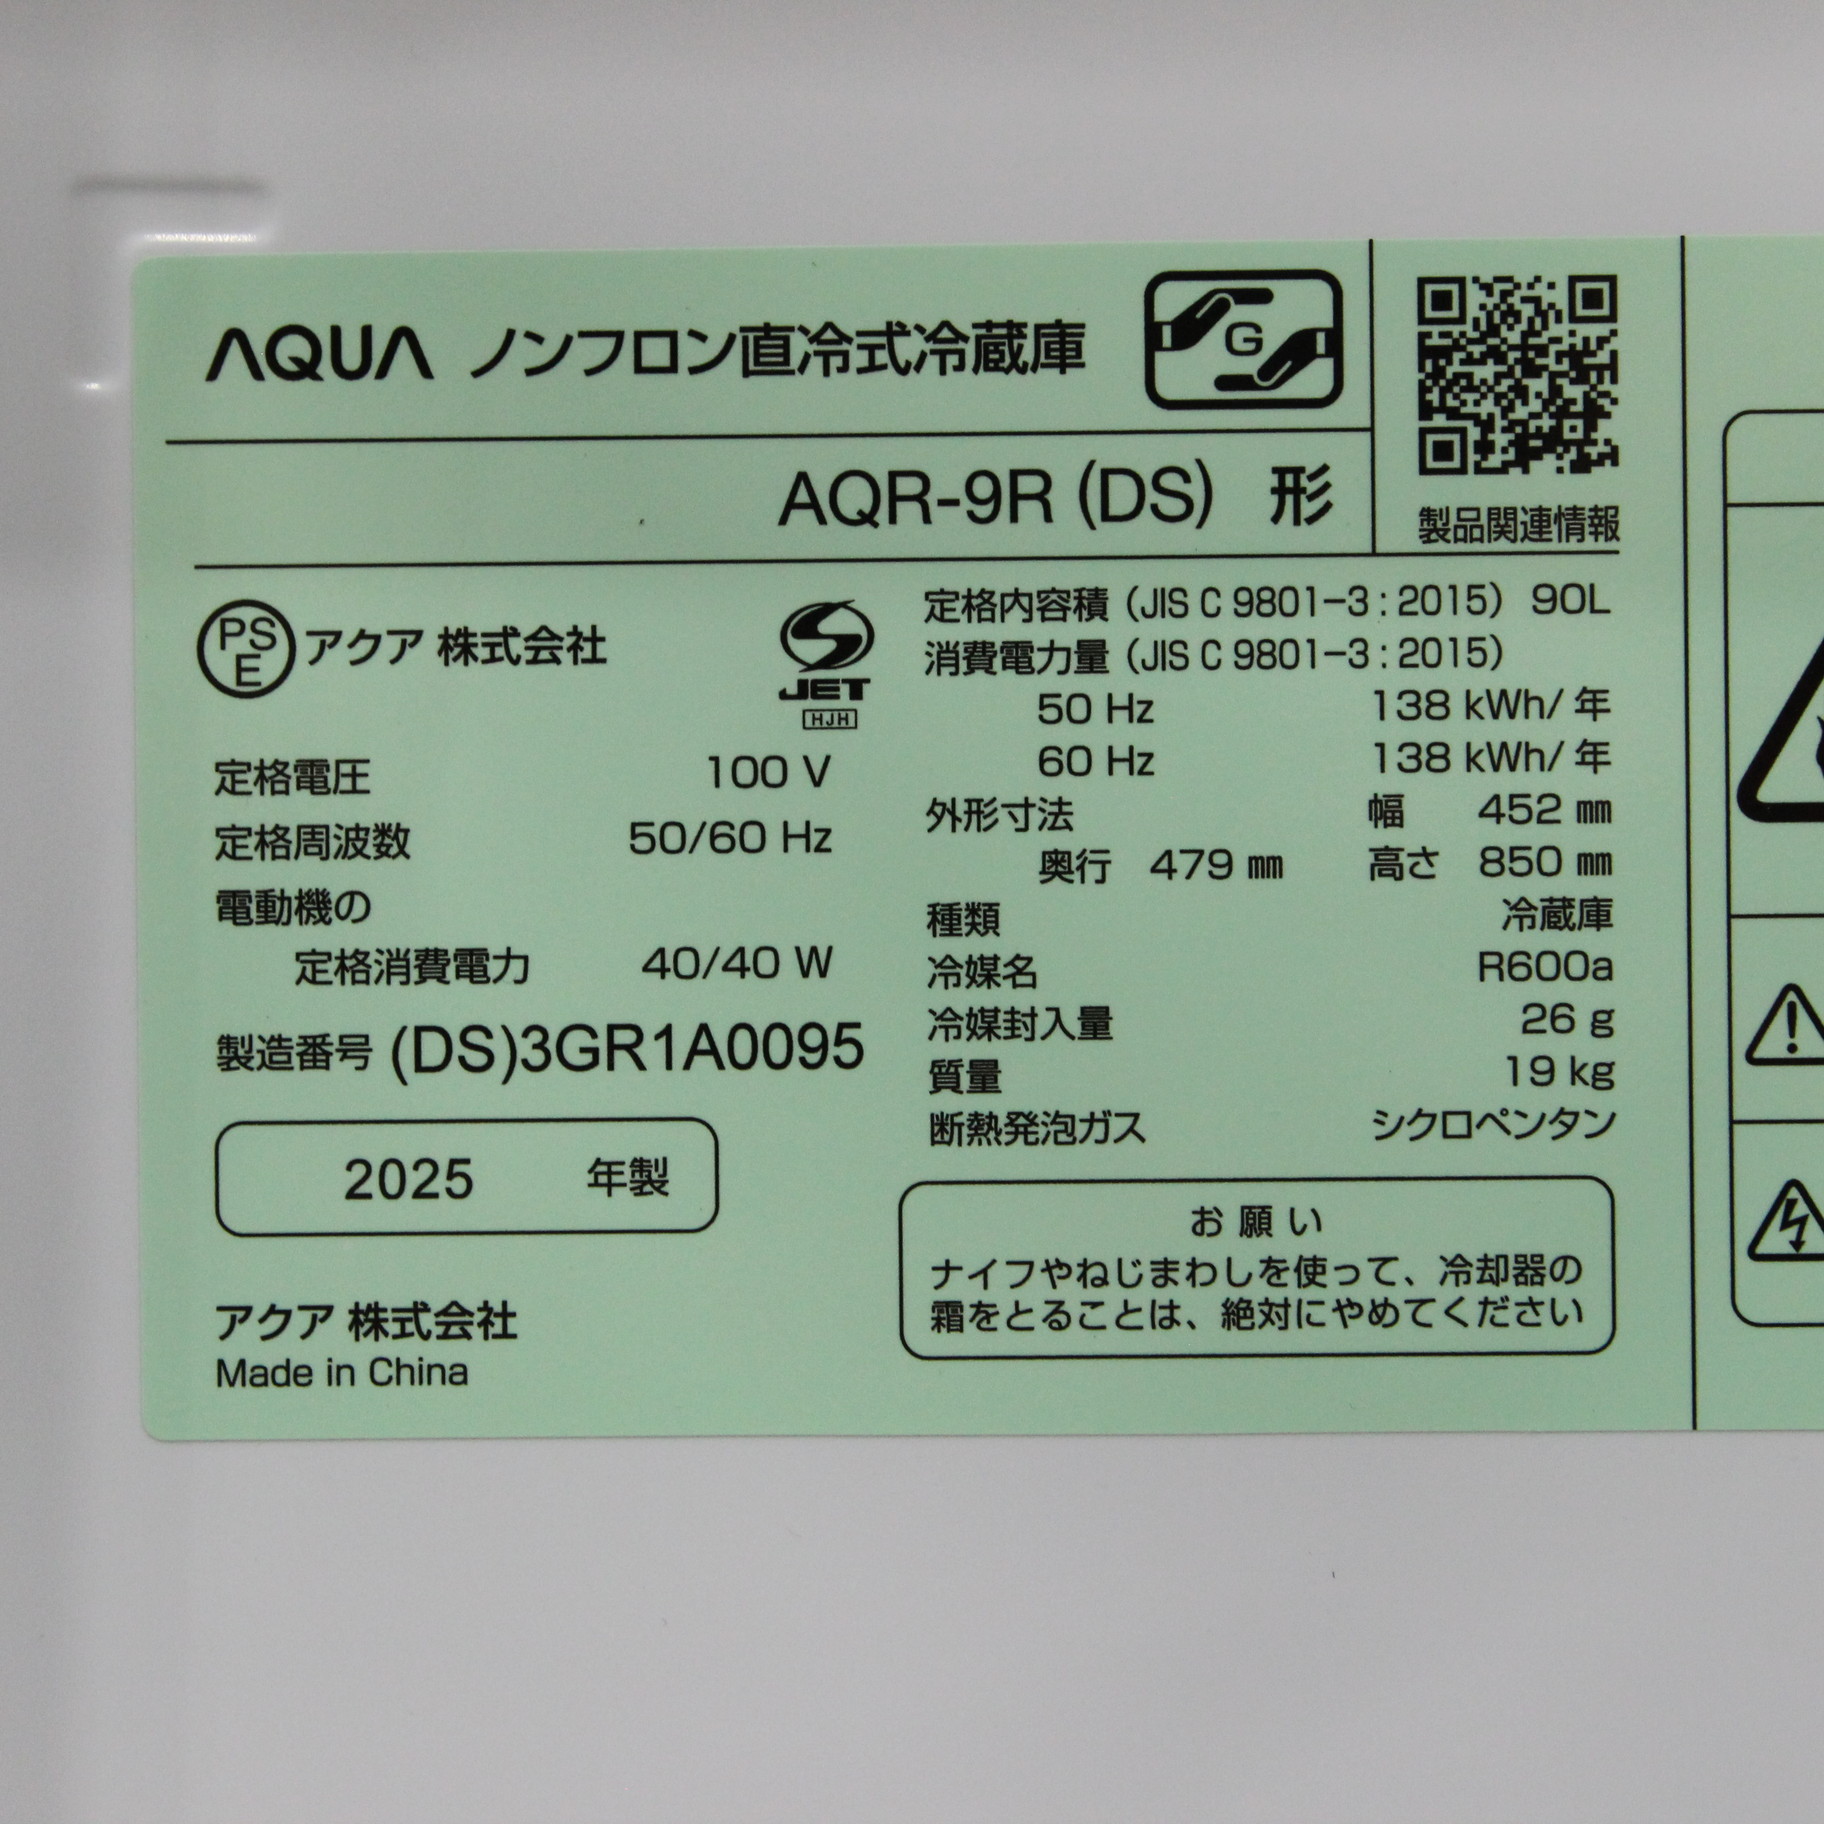 AQUA ノンフロン直冷式冷蔵庫
G
AQR-9R (DS) 形
製品関連情報
PS
E
アクア 株式会社
JET
HJH
定格電圧 100 V
定格周波数 50/60 Hz
電動機の
定格消費電力 40/40 W
製造番号 (DS)3GR1A0095
2025 年製
アクア 株式会社
Made in China
定格内容積 (JIS C 9801-3 : 2015) 90L
消費電力量 (JIS C 9801-3 : 2015)
50 Hz 138 kWh/ 年
60 Hz 138 kWh/ 年
外形寸法 幅 452 mm
奥行 479 mm 高さ 850 mm
種類 冷蔵庫
冷媒名 R600a
冷媒封入量 26 g
質量 19 kg
断熱発泡ガス シクロペンタン
お 願 い
ナイフやねじまわしを使って、冷却器の
霜をとることは、絶対にやめてください